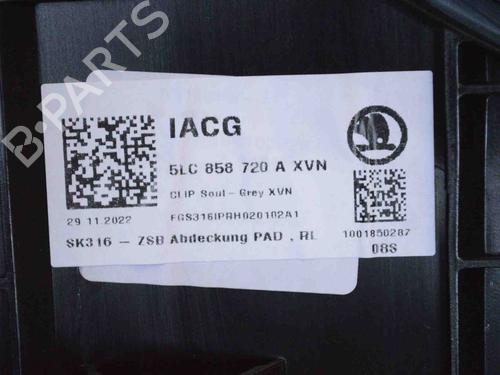 B-PARTS
IACG
5LC 858 720 A XVN
CLIP Soul - Grey XVN
29.11.2022
FGS316IPRH020102A1
1001850287
SK316 - ZSB Abdeckung PAD , RL
08S